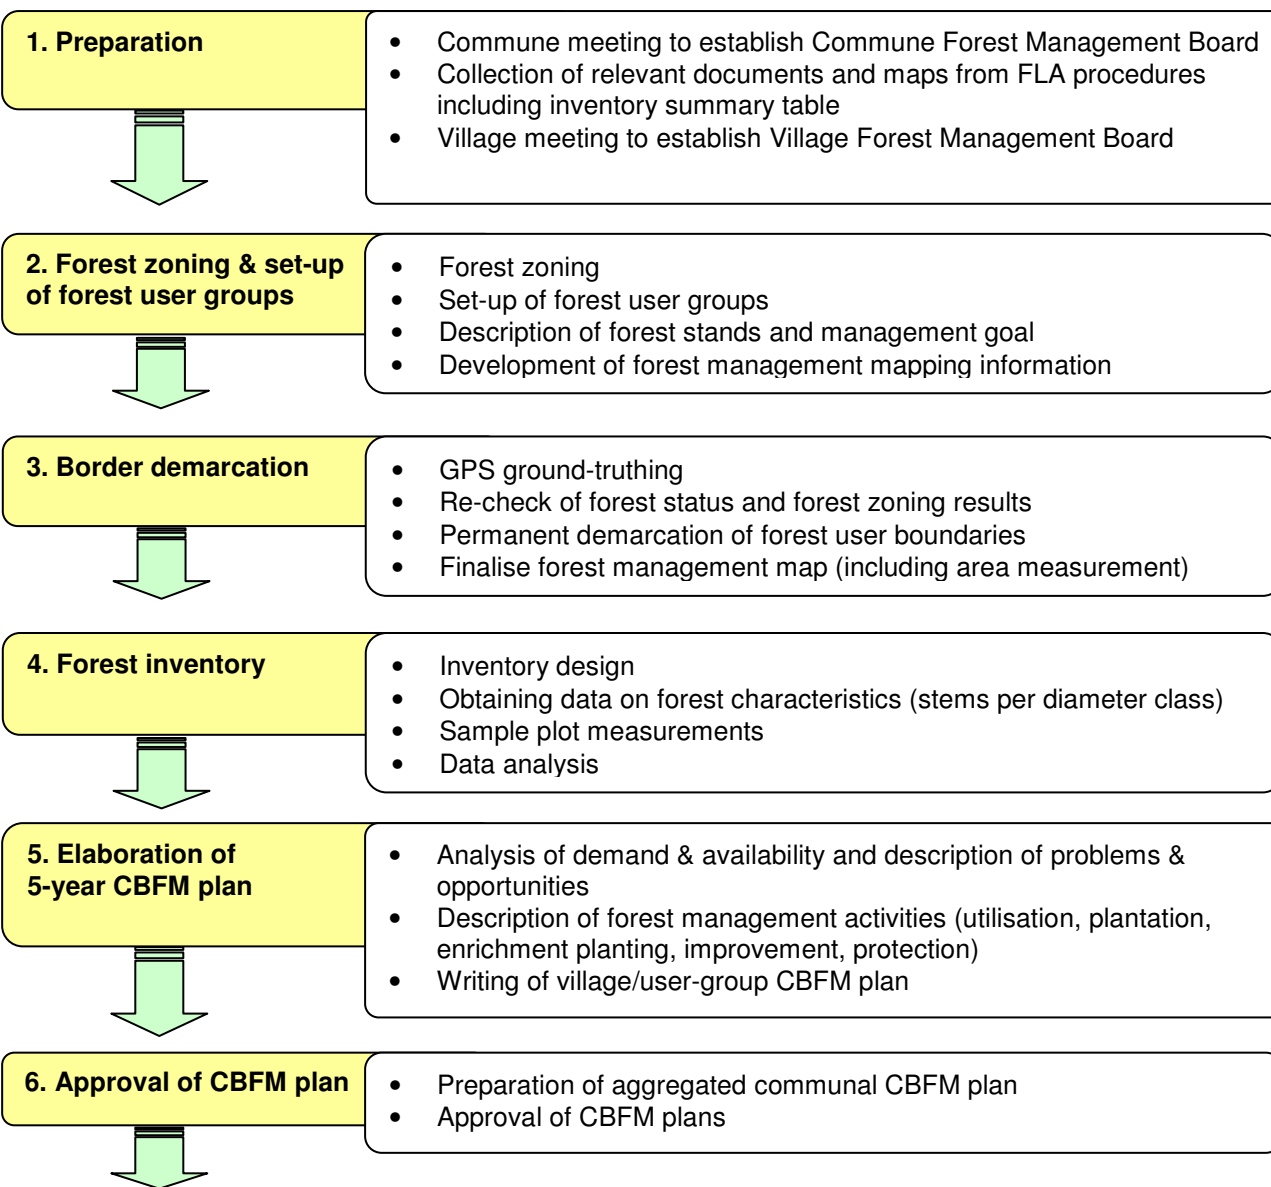 1. Preparation
• Commune meeting to establish Commune Forest Management Board
• Collection of relevant documents and maps from FLA procedures
including inventory summary table
• Village meeting to establish Village Forest Management Board
2. Forest zoning & set-up
of forest user groups
• Forest zoning
• Set-up of forest user groups
• Description of forest stands and management goal
• Development of forest management mapping information
3. Border demarcation
• GPS ground-truthing
• Re-check of forest status and forest zoning results
• Permanent demarcation of forest user boundaries
• Finalise forest management map (including area measurement)
4. Forest inventory
• Inventory design
• Obtaining data on forest characteristics (stems per diameter class)
• Sample plot measurements
• Data analysis
5. Elaboration of
5-year CBFM plan
• Analysis of demand & availability and description of problems &
opportunities
• Description of forest management activities (utilisation, plantation,
enrichment planting, improvement, protection)
• Writing of village/user-group CBFM plan
6. Approval of CBFM plan
• Preparation of aggregated communal CBFM plan
• Approval of CBFM plans